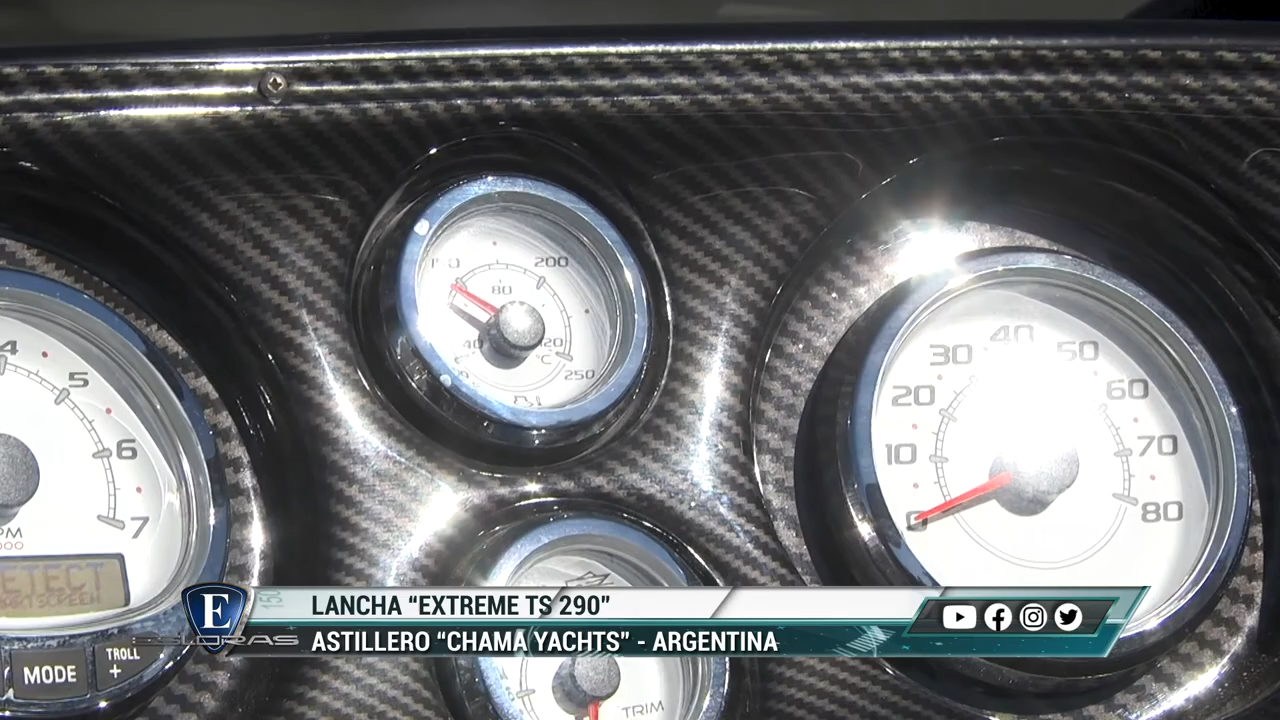 4
5
6
7
MODE
TROLL
+
200
80
40
120
°C
250
TRIM
0
10
20
30
40
50
60
70
80
E
LANCHA “EXTREME TS 290”
ASTILLERO “CHAMA YACHTS” - ARGENTINA